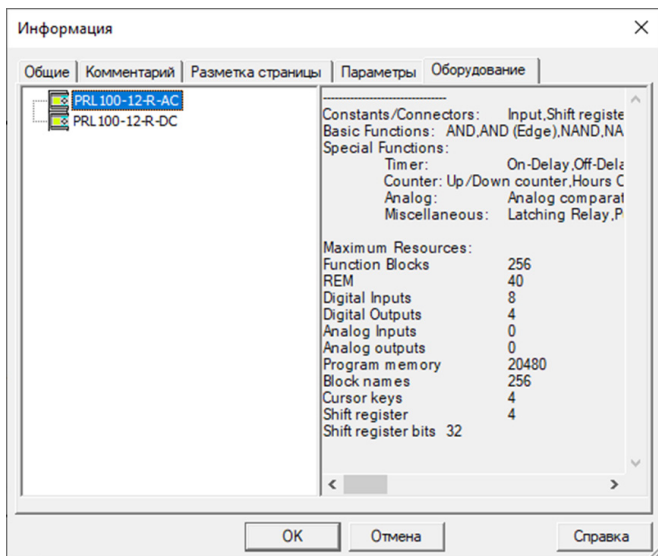 Информация
Общие Комментарий Разметка страницы Параметры Оборудование
PRL100-12-R-AC
PRL100-12-R-DC
--------------------------------
Constants/Connectors: Input,Shift registe
Basic Functions: AND,AND (Edge),NAND,NA
Special Functions:
Timer: On-Delay,Off-Dela
Counter: Up/Down counter,Hours C
Analog: Analog comparat
Miscellaneous: Latching Relay,P
Maximum Resources:
Function Blocks 256
REM 40
Digital Inputs 8
Digital Outputs 4
Analog Inputs 0
Analog outputs 0
Program memory 20480
Block names 256
Cursor keys 4
Shift register 4
Shift register bits 32
OK Отмена Справка